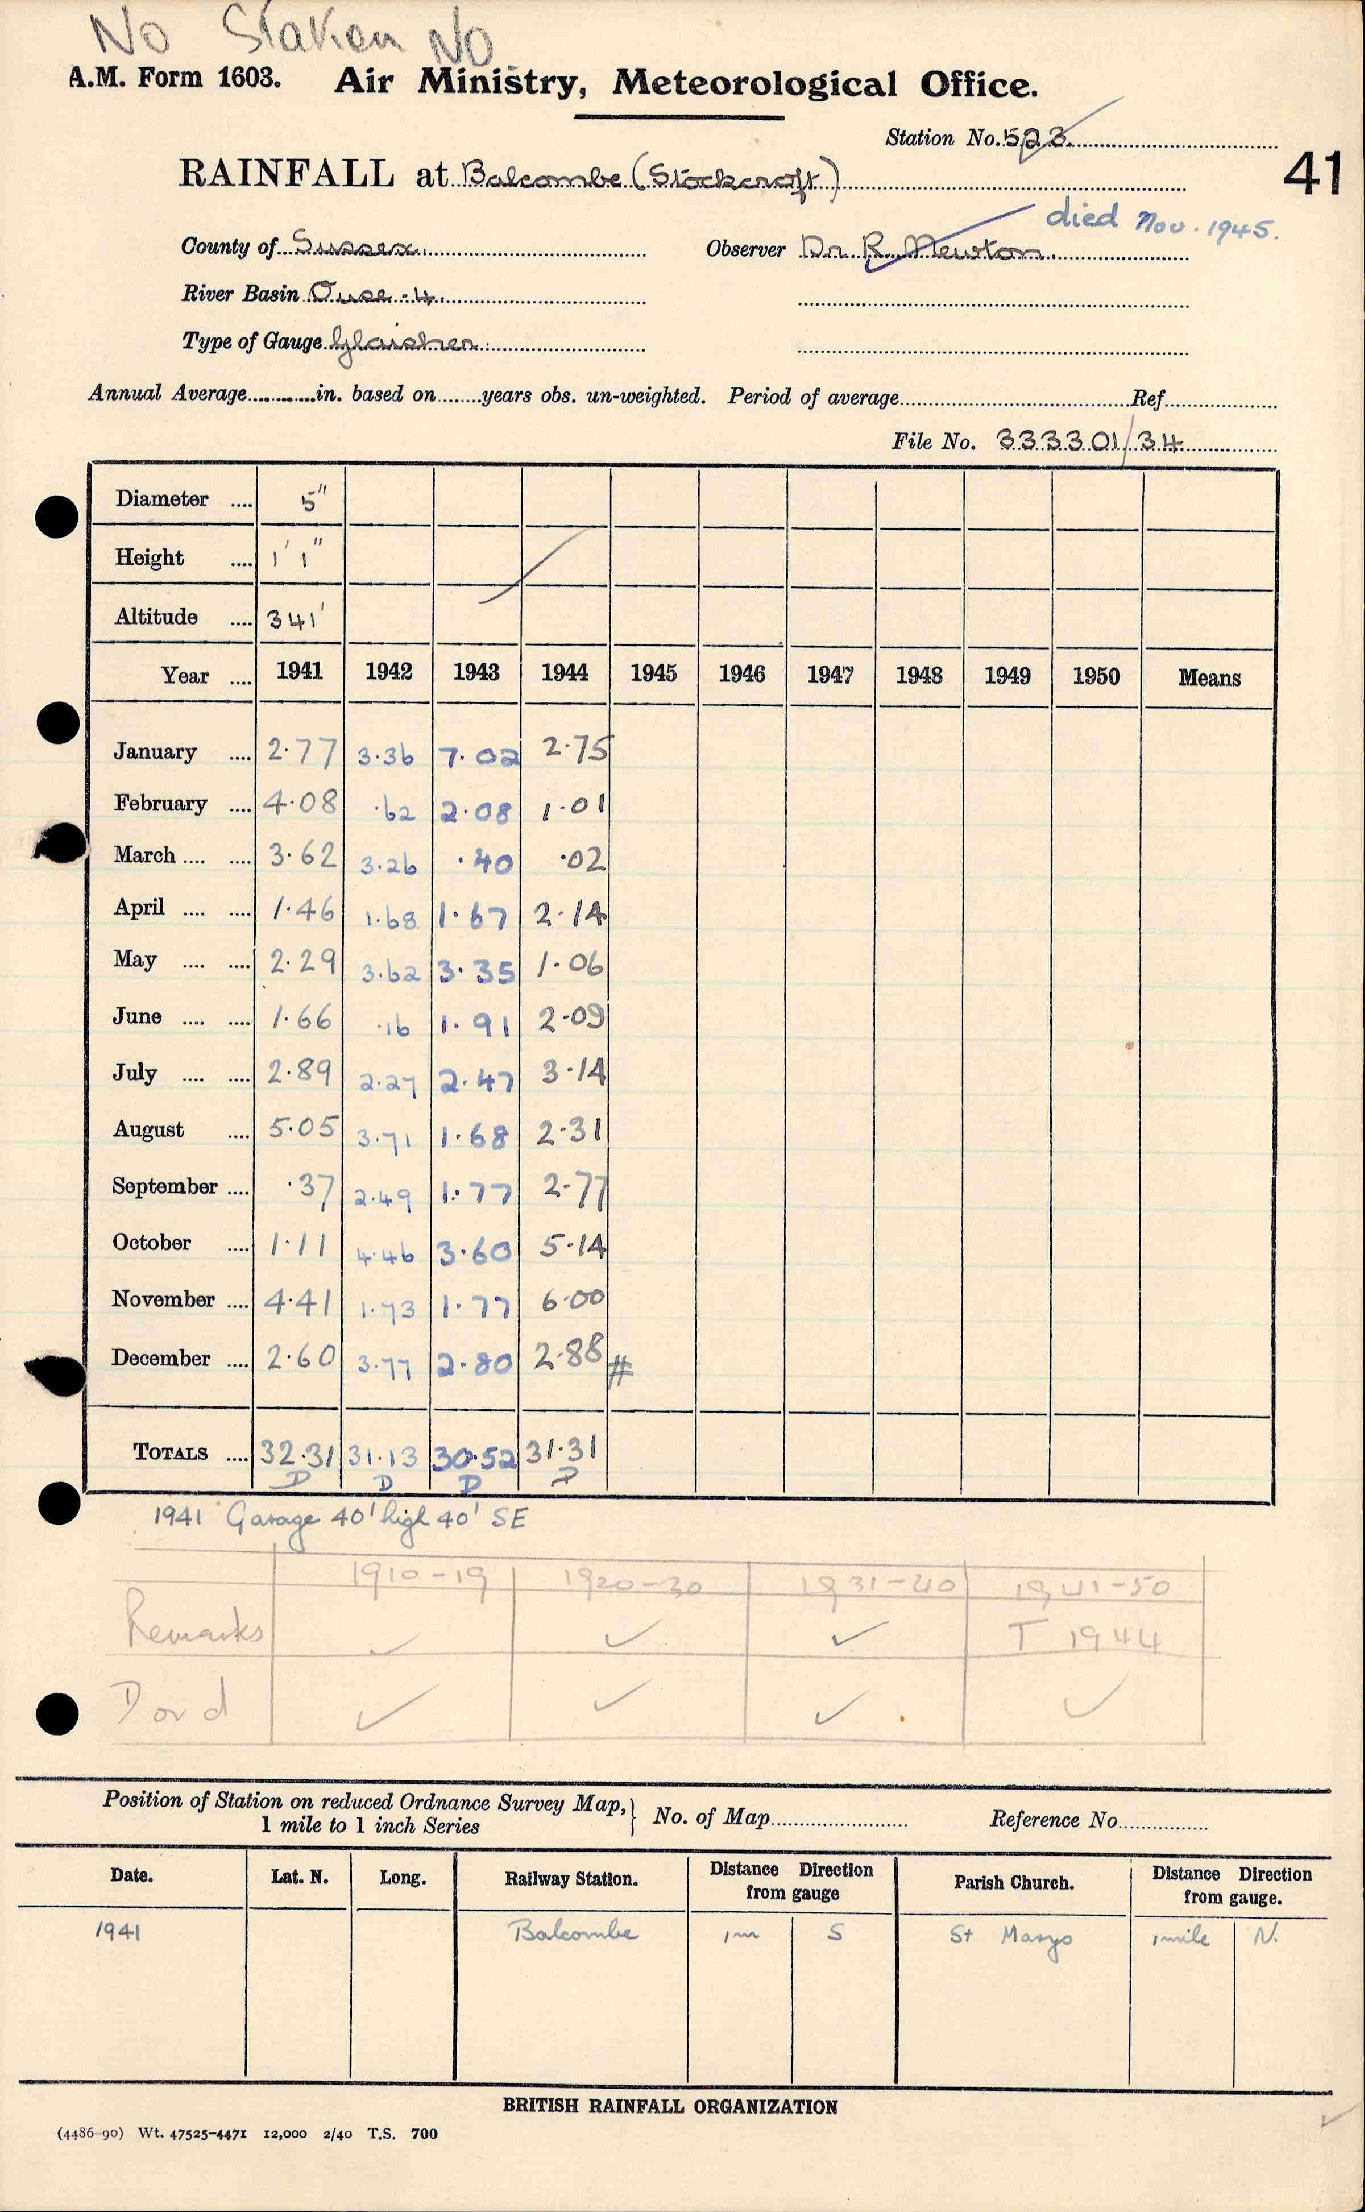 No Station No
A.M. Form 1603. Air Ministry, Meteorological Office.
Station No. 523
41
RAINFALL at Balcombe (Stockcroft)
died Nov. 1945.
County of Sussex Observer Dr. R. Newton
River Basin Ouse .4.
Type of Gauge Glaisher
Annual Average............in. based on........years obs. un-weighted. Period of average........Ref........
File No. 333301/34
Diameter .... 5"
Height .... 1' 1"
Altitude .... 341'
Year .... 1941 1942 1943 1944 1945 1946 1947 1948 1949 1950 Means
January .... 2.77 3.36 7.02 2.75
February .... 4.08 .62 2.08 1.01
March .... .... 3.62 3.26 .40 .02
April .... .... 1.46 1.68 1.67 2.14
May .... .... 2.29 3.62 3.35 1.06
June .... .... 1.66 .16 1.91 2.09
July .... .... 2.89 2.27 2.47 3.14
August .... 5.05 3.71 1.68 2.31
September .... .37 2.49 1.77 2.77
October .... 1.11 4.46 3.60 5.14
November .... 4.41 1.73 1.77 6.00
December .... 2.60 3.77 2.80 2.88 #
TOTALS .... 32.31 31.13 30.52 31.31
D D D D
1941 Garage 40' high 40' SE
1910-19 1920-30 1931-40 1941-50
Remarks ✓ ✓ ✓ T 1944
D or d ✓ ✓ ✓ ✓
Position of Station on reduced Ordnance Survey Map, 1 mile to 1 inch Series } No. of Map........ Reference No........
Date. Lat. N. Long. Railway Station. Distance Direction from gauge Parish Church. Distance Direction from gauge.
1941 Balcombe 1m S St Marys 1 mile N.
BRITISH RAINFALL ORGANIZATION
(4486-90) Wt. 47525-4471 12,000 2/40 T.S. 700